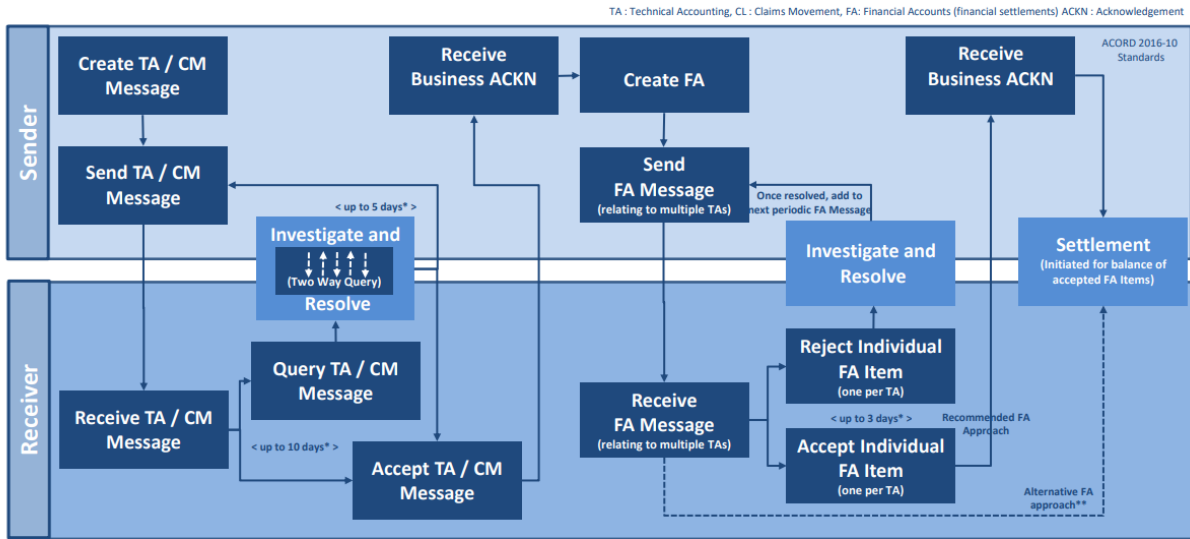 TA : Technical Accounting, CL : Claims Movement, FA: Financial Accounts (financial settlements) ACKN : Acknowledgement
Sender
Create TA / CM
Message
Receive
Business ACKN
Create FA
Receive
Business ACKN
ACORD 2016-10
Standards
Send TA / CM
Message
Send
FA Message
(relating to multiple TAs)
Once resolved, add to
next periodic FA Message
< up to 5 days* >
Investigate and
(Two Way Query)
Resolve
Investigate and
Resolve
Settlement
(Initiated for balance of
accepted FA Items)
Receiver
Query TA / CM
Message
Reject Individual
FA Item
(one per TA)
Receive TA / CM
Message
Receive
FA Message
(relating to multiple TAs)
< up to 3 days* >
Recommended FA
Approach
< up to 10 days* >
Accept TA / CM
Message
Accept Individual
FA Item
(one per TA)
Alternative FA
approach**